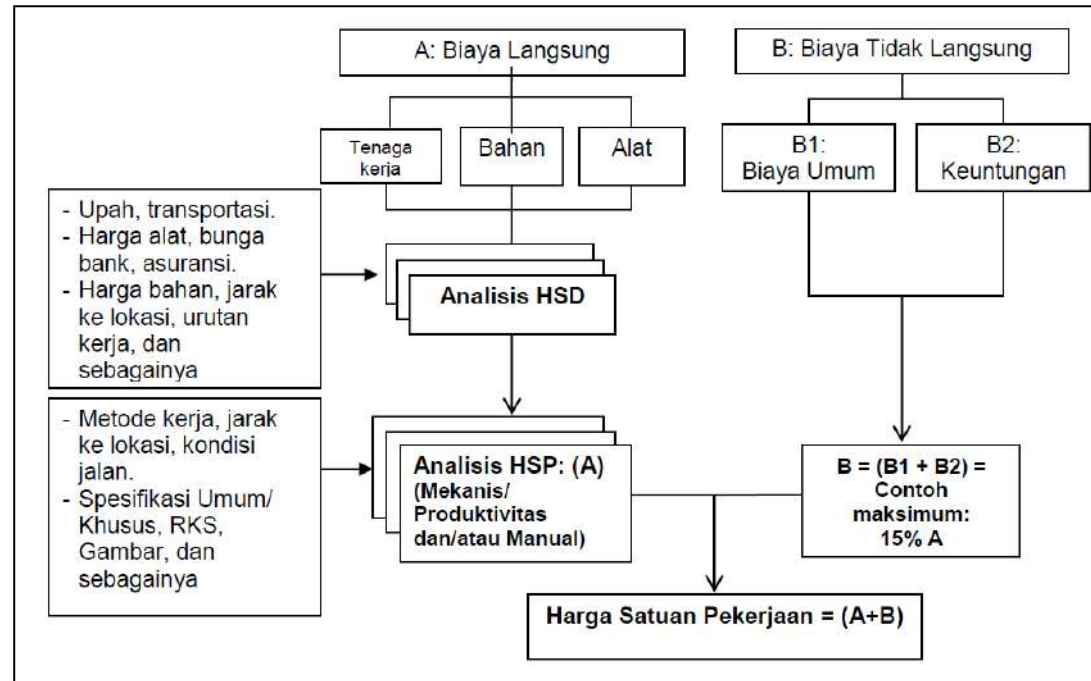 A: Biaya Langsung
B: Biaya Tidak Langsung
Tenaga
kerja
Bahan
Alat
B1:
Biaya Umum
B2:
Keuntungan
- Upah, transportasi.
- Harga alat, bunga
bank, asuransi.
- Harga bahan, jarak
ke lokasi, urutan
kerja, dan
sebagainya
Analisis HSD
- Metode kerja, jarak
ke lokasi, kondisi
jalan.
- Spesifikasi Umum/
Khusus, RKS,
Gambar, dan
sebagainya
Analisis HSP: (A)
(Mekanis/
Produktivitas
dan/atau Manual)
B = (B1 + B2) =
Contoh
maksimum:
15% A
Harga Satuan Pekerjaan = (A+B)